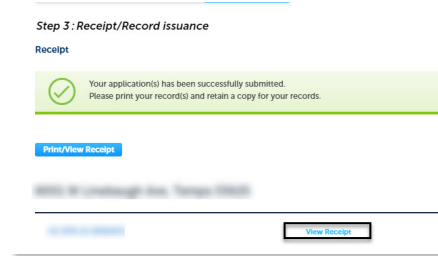 Step 3 : Receipt/Record issuance
Receipt
Your application(s) has been successfully submitted.
Please print your record(s) and retain a copy for your records.
Print/View Receipt
View Receipt